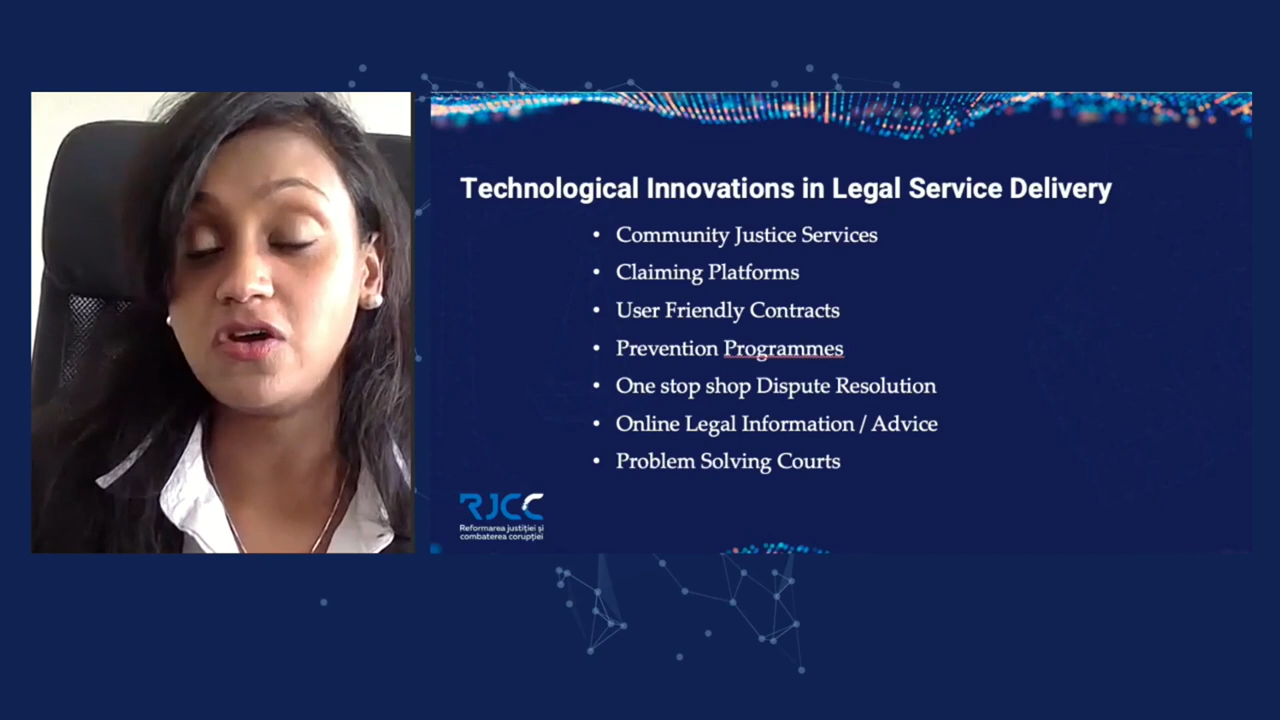 Technological Innovations in Legal Service Delivery
• Community Justice Services
• Claiming Platforms
• User Friendly Contracts
• Prevention Programmes
• One stop shop Dispute Resolution
• Online Legal Information / Advice
• Problem Solving Courts
RJCC
Reformarea justiției și
combaterea corupției